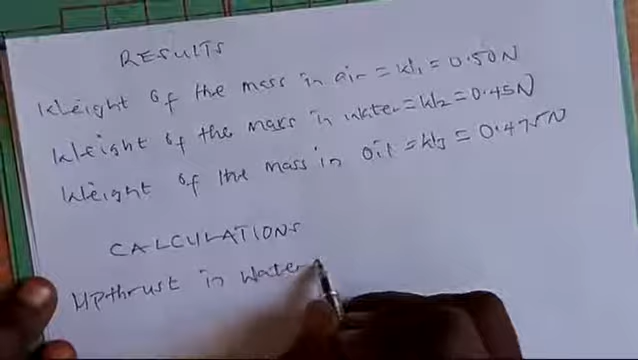 RESULTS
Weight of the mass in air = W1 = 0.50N
Weight of the mass in water = W2 = 0.45N
Weight of the mass in oil = W3 = 0.475N
CALCULATIONS
Upthrust in water